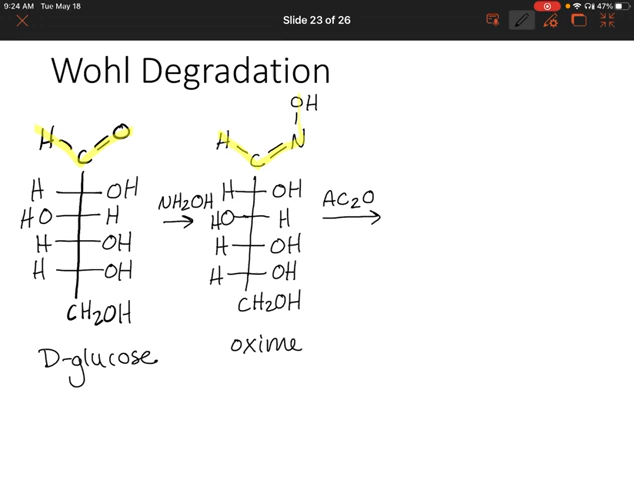 9:24 AM Tue May 18
47%
Slide 23 of 26
Wohl Degradation
OH
H C O
H C N
H OH
HO H
H OH
H OH
CH2OH
D-glucose
NH2OH
H OH
HO H
H OH
H OH
CH2OH
oxime
AC2O